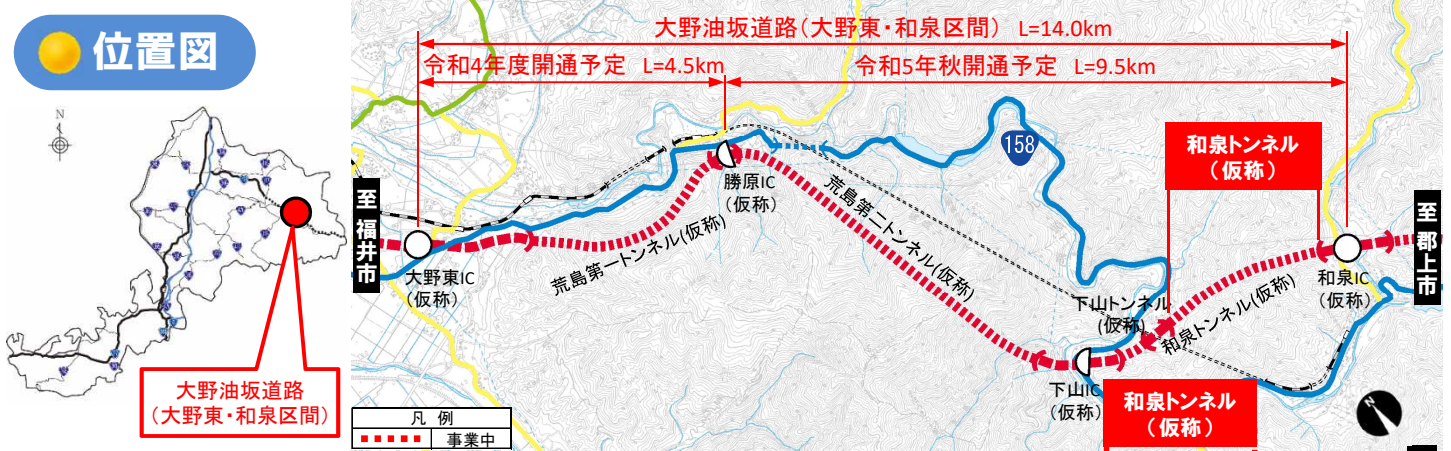 位置図
N
大野油坂道路
(大野東・和泉区間)
大野油坂道路(大野東・和泉区間) L=14.0km
令和4年度開通予定 L=4.5km
令和5年秋開通予定 L=9.5km
158
和泉トンネル
(仮称)
至 福井市
至 郡上市
勝原IC
(仮称)
荒島第一トンネル(仮称)
荒島第二トンネル(仮称)
大野東IC
(仮称)
下山トンネル
(仮称)
和泉トンネル(仮称)
和泉IC
(仮称)
下山IC
(仮称)
和泉トンネル
(仮称)
凡 例
事業中
N